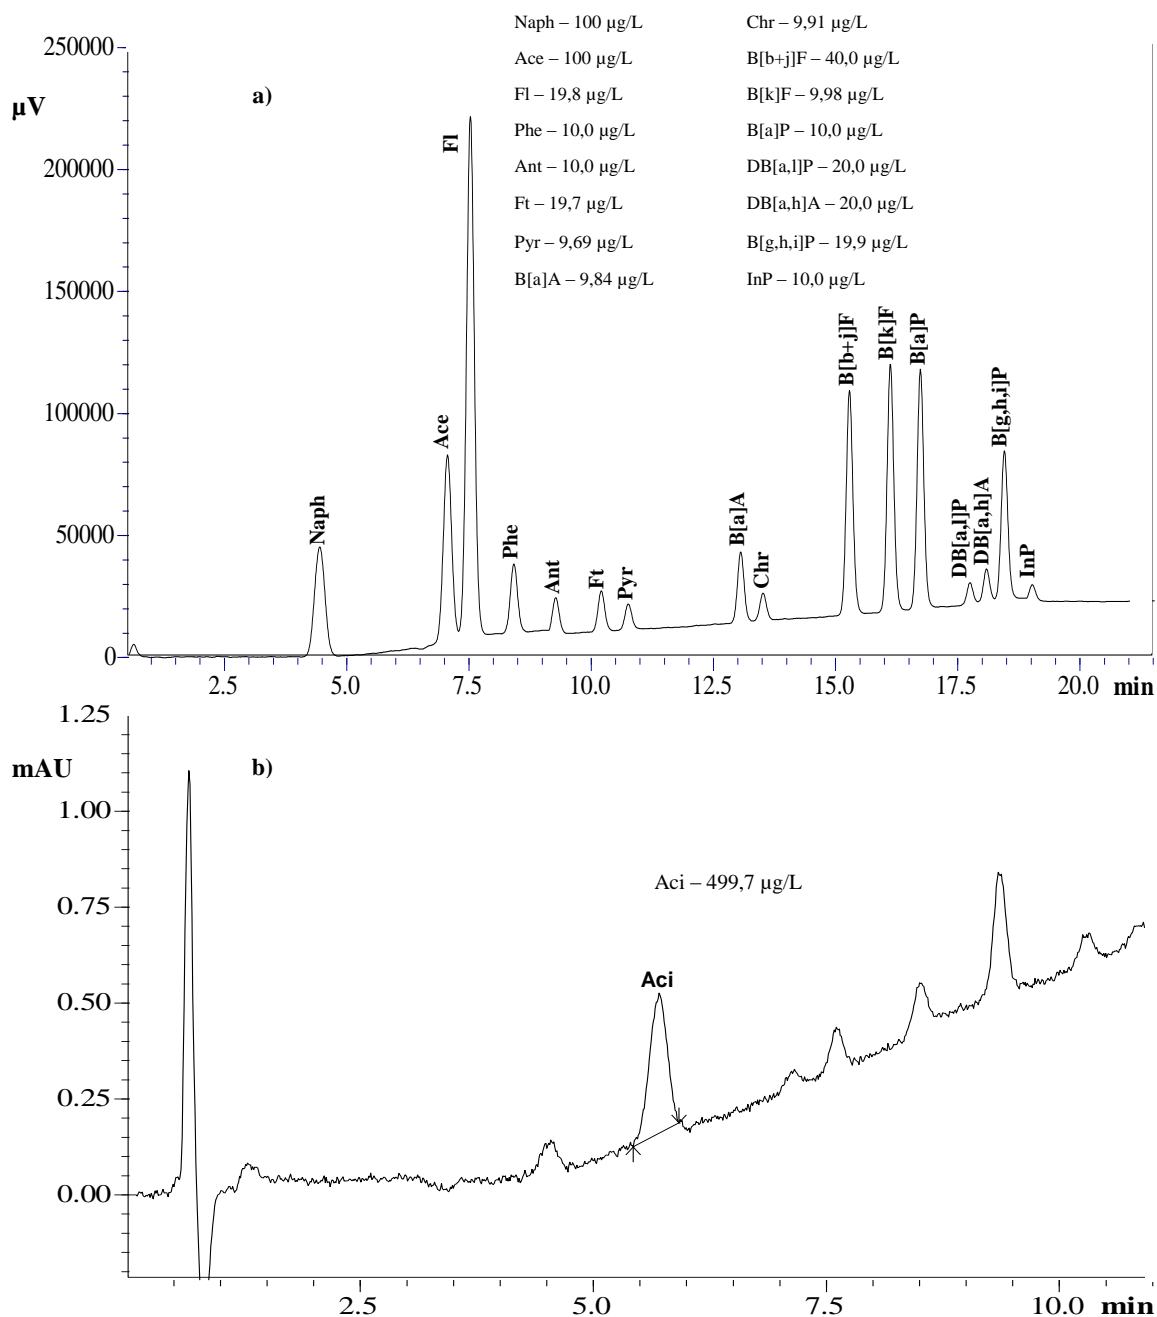 Naph – 100 µg/L
Ace – 100 µg/L
Fl – 19,8 µg/L
Phe – 10,0 µg/L
Ant – 10,0 µg/L
Ft – 19,7 µg/L
Pyr – 9,69 µg/L
B[a]A – 9,84 µg/L
Chr – 9,91 µg/L
B[b+j]F – 40,0 µg/L
B[k]F – 9,98 µg/L
B[a]P – 10,0 µg/L
DB[a,l]P – 20,0 µg/L
DB[a,h]A – 20,0 µg/L
B[g,h,i]P – 19,9 µg/L
InP – 10,0 µg/L
a)
µV
250000
200000
150000
100000
50000
0
Naph
Ace
Fl
Phe
Ant
Ft
Pyr
B[a]A
Chr
B[b+j]F
B[k]F
B[a]P
DB[a,l]P
DB[a,h]A
B[g,h,i]P
InP
2.5 5.0 7.5 10.0 12.5 15.0 17.5 20.0 min
b)
mAU
1.25
1.00
0.75
0.50
0.25
0.00
Aci – 499,7 µg/L
Aci
2.5 5.0 7.5 10.0 min